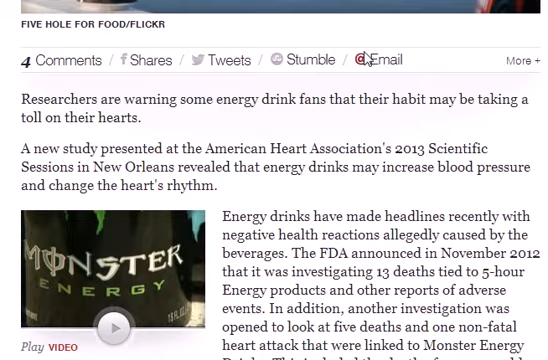 FIVE HOLE FOR FOOD/FLICKR
4 Comments / f Shares / Tweets / Stumble / @ Email More +
Researchers are warning some energy drink fans that their habit may be taking a
toll on their hearts.
A new study presented at the American Heart Association's 2013 Scientific
Sessions in New Orleans revealed that energy drinks may increase blood pressure
and change the heart's rhythm.
MONSTER
ENERGY
Play VIDEO
Energy drinks have made headlines recently with
negative health reactions allegedly caused by the
beverages. The FDA announced in November 2012
that it was investigating 13 deaths tied to 5-hour
Energy products and other reports of adverse
events. In addition, another investigation was
opened to look at five deaths and one non-fatal
heart attack that were linked to Monster Energy